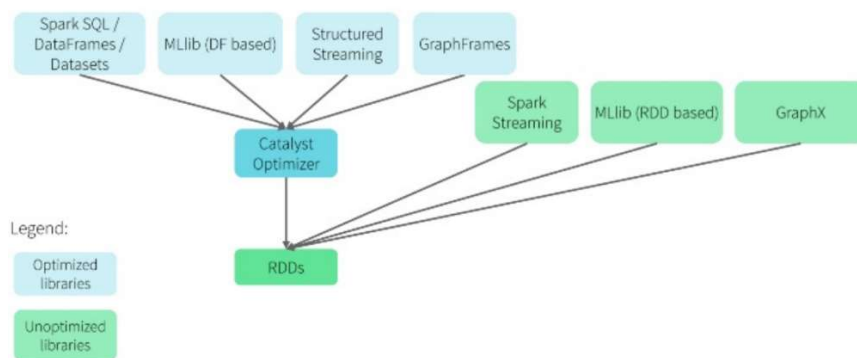 Spark SQL /
DataFrames /
Datasets
MLlib (DF based)
Structured
Streaming
GraphFrames
Spark
Streaming
MLlib (RDD based)
GraphX
Catalyst
Optimizer
Legend:
Optimized
libraries
RDDs
Unoptimized
libraries